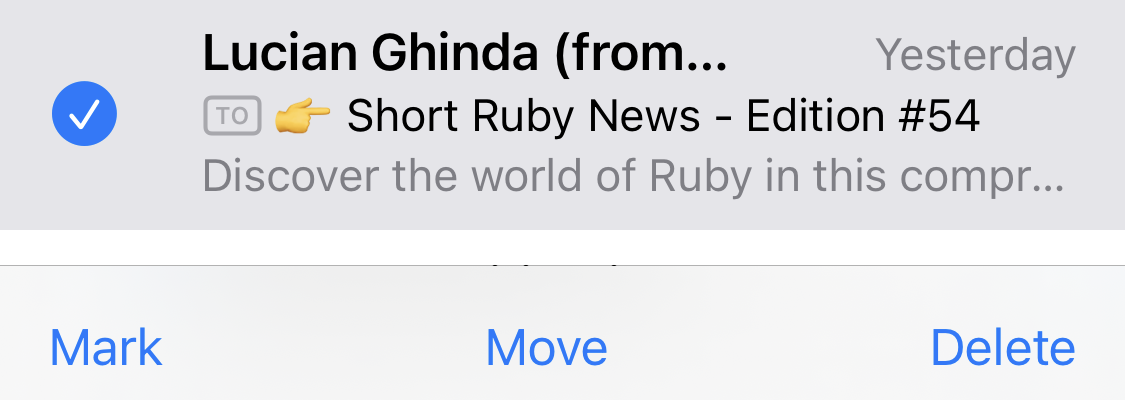 Lucian Ghinda (from... Yesterday
TO 👉 Short Ruby News - Edition #54
Discover the world of Ruby in this compr...
Mark Move Delete